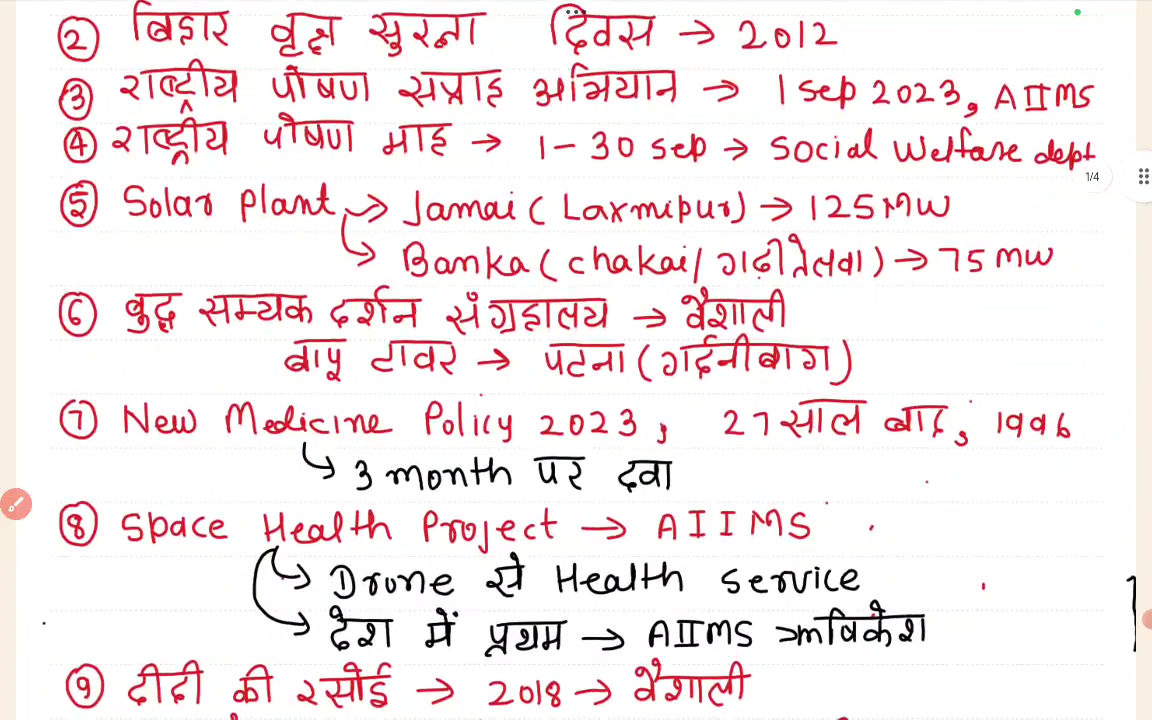 ② बिहार वृक्ष सुरक्षा दिवस → 2012
③ राष्ट्रीय पोषण सप्ताह अभियान → 1 Sep 2023, AIIMS
④ राष्ट्रीय पोषण माह → 1-30 sep → Social Welfare dept
1/4
⑤ Solar plant → Jamai (Laxmipur) → 125 MW
↳ Banka (chakai/गढ़ी तेलवा) → 75 MW
⑥ बुद्ध सम्यक दर्शन संग्रहालय → वैशाली
बापू टावर → पटना (गर्दनीबाग)
⑦ New Medicine Policy 2023, 27 साल बाद, 1996
↳ 3 month पर दवा
⑧ Space Health Project → AIIMS
↳ Drone से Health service
↳ देश में प्रथम → AIIMS ऋषिकेश
⑨ दीदी की रसोई → 2018 → वैशाली